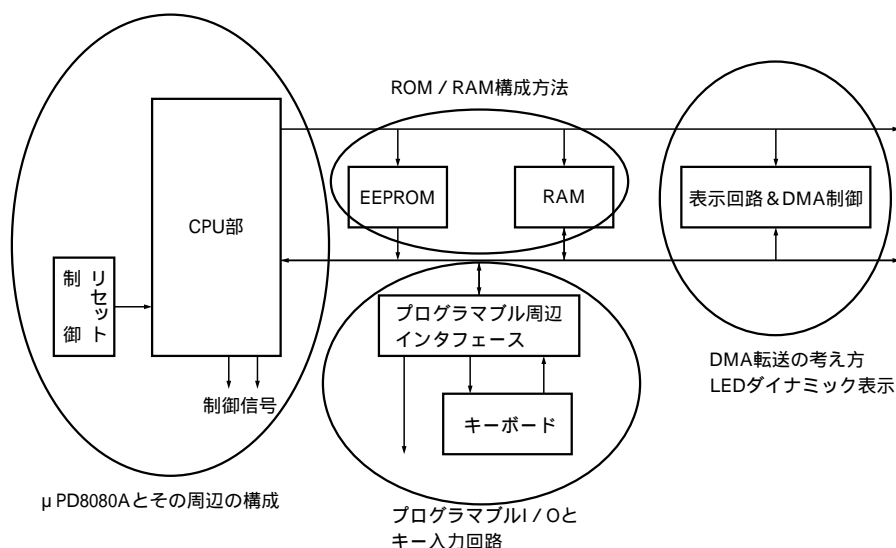 ROM / RAM構成方法
EEPROM
RAM
表示回路＆DMA制御
CPU部
リセット
制御
プログラマブル周辺
インタフェース
キーボード
制御信号
DMA転送の考え方
LEDダイナミック表示
μPD8080Aとその周辺の構成
プログラマブルI / Oと
キー入力回路